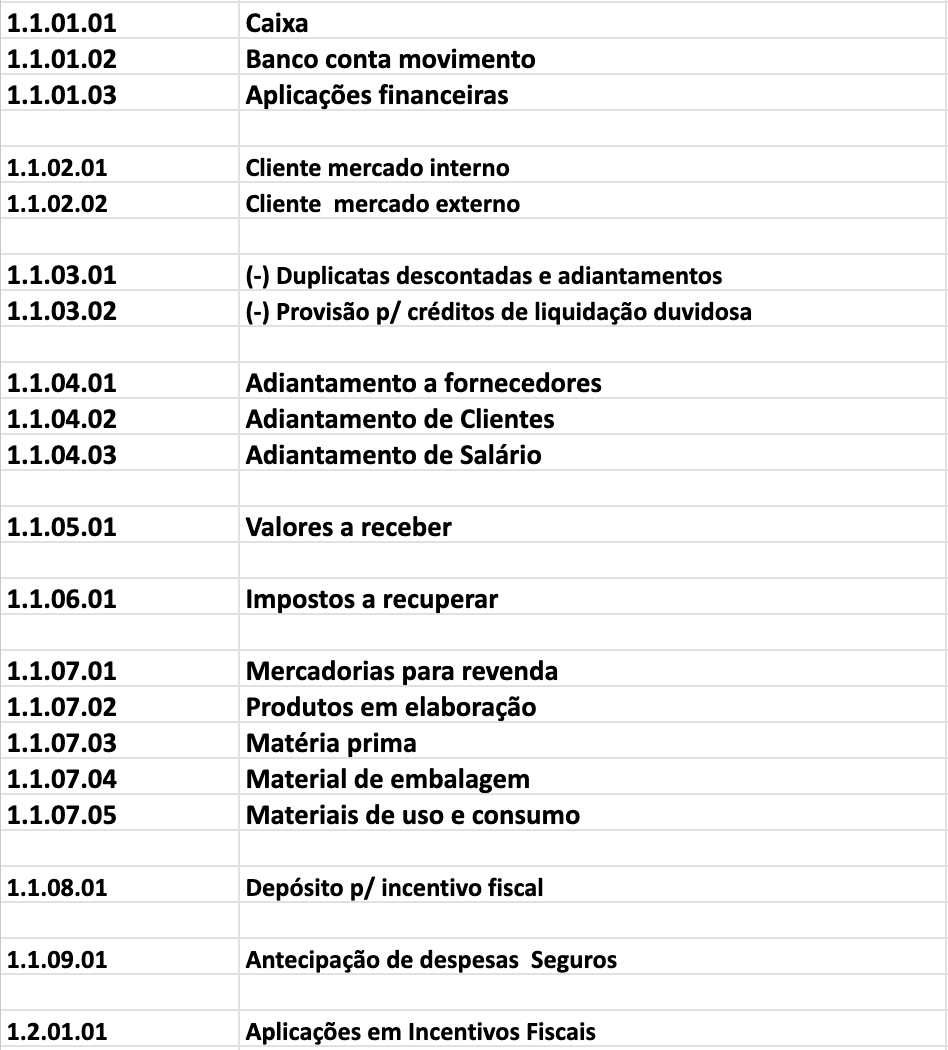 1.1.01.01 Caixa
1.1.01.02 Banco conta movimento
1.1.01.03 Aplicações financeiras
1.1.02.01 Cliente mercado interno
1.1.02.02 Cliente  mercado externo
1.1.03.01 (-) Duplicatas descontadas e adiantamentos
1.1.03.02 (-) Provisão p/ créditos de liquidação duvidosa
1.1.04.01 Adiantamento a fornecedores
1.1.04.02 Adiantamento de Clientes
1.1.04.03 Adiantamento de Salário
1.1.05.01 Valores a receber
1.1.06.01 Impostos a recuperar
1.1.07.01 Mercadorias para revenda
1.1.07.02 Produtos em elaboração
1.1.07.03 Matéria prima
1.1.07.04 Material de embalagem
1.1.07.05 Materiais de uso e consumo
1.1.08.01 Depósito p/ incentivo fiscal
1.1.09.01 Antecipação de despesas  Seguros
1.2.01.01 Aplicações em Incentivos Fiscais